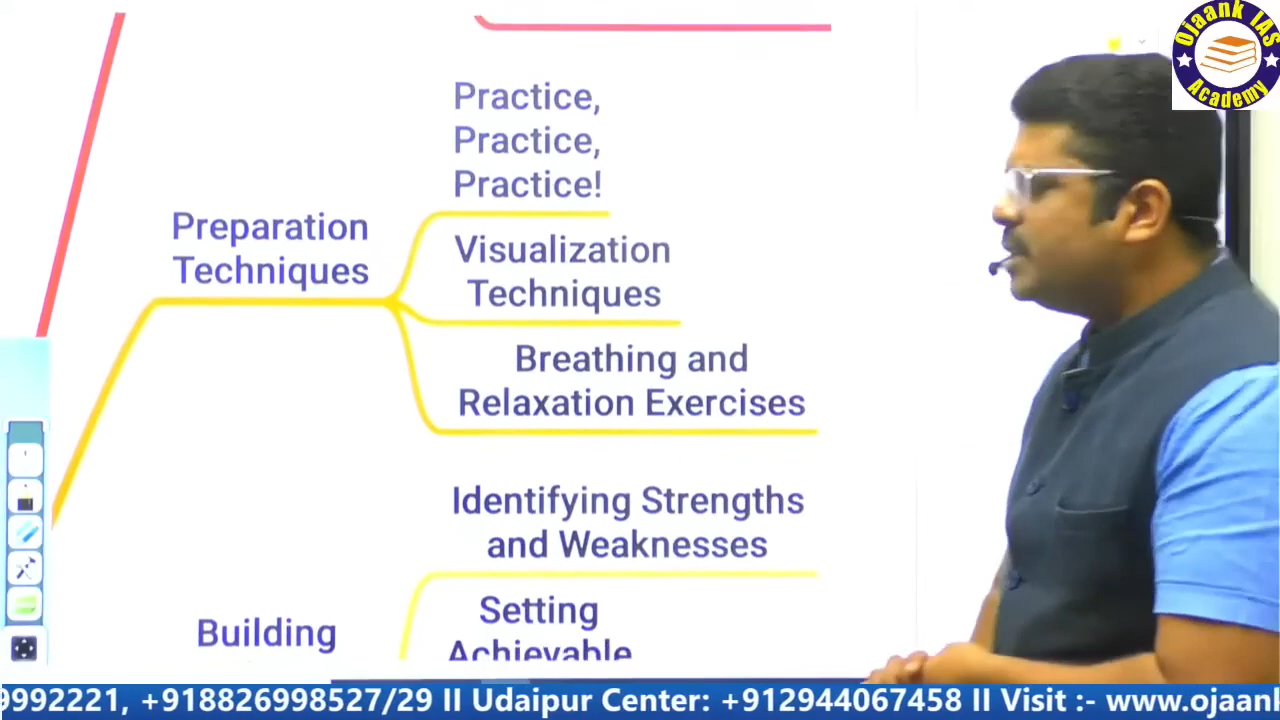 Ojaank IAS
Academy
Practice,
Practice,
Practice!
Preparation
Techniques
Visualization
Techniques
Breathing and
Relaxation Exercises
Identifying Strengths
and Weaknesses
Building
Setting
Achievable
9992221, +918826998527/29 II Udaipur Center: +912944067458 II Visit :- www.ojaank